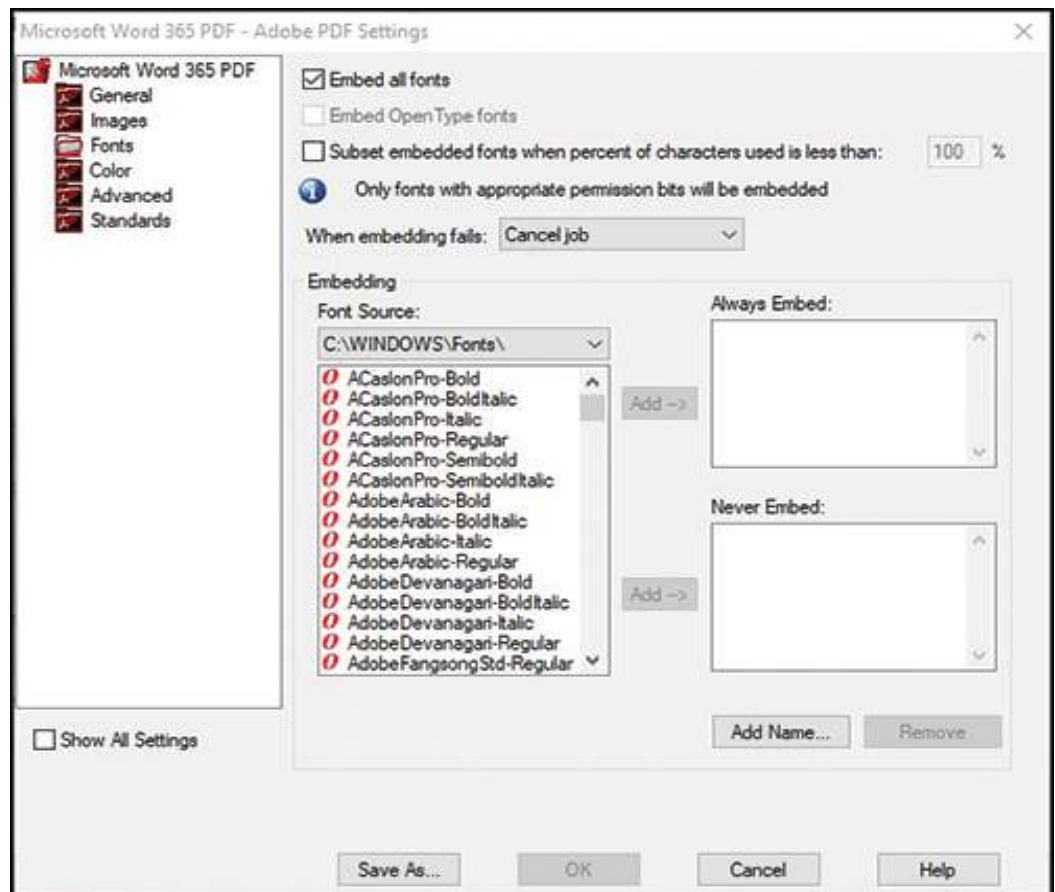 Microsoft Word 365 PDF - Adobe PDF Settings
Microsoft Word 365 PDF
General
Images
Fonts
Color
Advanced
Standards
Show All Settings
Embed all fonts
Embed OpenType fonts
Subset embedded fonts when percent of characters used is less than: 100 %
Only fonts with appropriate permission bits will be embedded
When embedding fails: Cancel job
Embedding
Font Source:
C:\WINDOWS\Fonts\
ACaslonPro-Bold
ACaslonPro-BoldItalic
ACaslonPro-Italic
ACaslonPro-Regular
ACaslonPro-Semibold
ACaslonPro-SemiboldItalic
AdobeArabic-Bold
AdobeArabic-BoldItalic
AdobeArabic-Italic
AdobeArabic-Regular
AdobeDevanagari-Bold
AdobeDevanagari-BoldItalic
AdobeDevanagari-Italic
AdobeDevanagari-Regular
AdobeFangsongStd-Regular
Add -->
Add -->
Always Embed:
Never Embed:
Add Name...
Remove
Save As...
OK
Cancel
Help